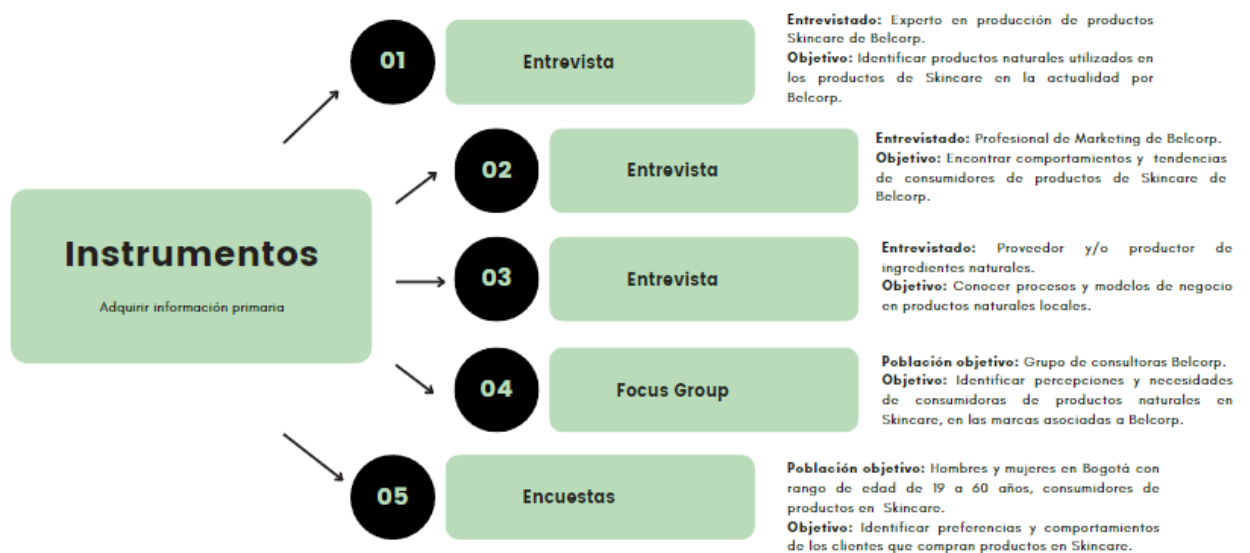 Instrumentos
Adquirir información primaria
01
Entrevista
Entrevistado: Experto en producción de productos
Skincare de Belcorp.
Objetivo: Identificar productos naturales utilizados en
los productos de Skincare en la actualidad por
Belcorp.
02
Entrevista
Entrevistado: Profesional de Marketing de Belcorp.
Objetivo: Encontrar comportamientos y tendencias
de consumidores de productos de Skincare de
Belcorp.
03
Entrevista
Entrevistado: Proveedor y/o productor de
ingredientes naturales.
Objetivo: Conocer procesos y modelos de negocio
en productos naturales locales.
04
Focus Group
Población objetivo: Grupo de consultoras Belcorp.
Objetivo: Identificar percepciones y necesidades
de consumidoras de productos naturales en
Skincare, en las marcas asociadas a Belcorp.
05
Encuestas
Población objetivo: Hombres y mujeres en Bogotá con
rango de edad de 19 a 60 años, consumidores de
productos en Skincare.
Objetivo: Identificar preferencias y comportamientos
de los clientes que compran productos en Skincare.